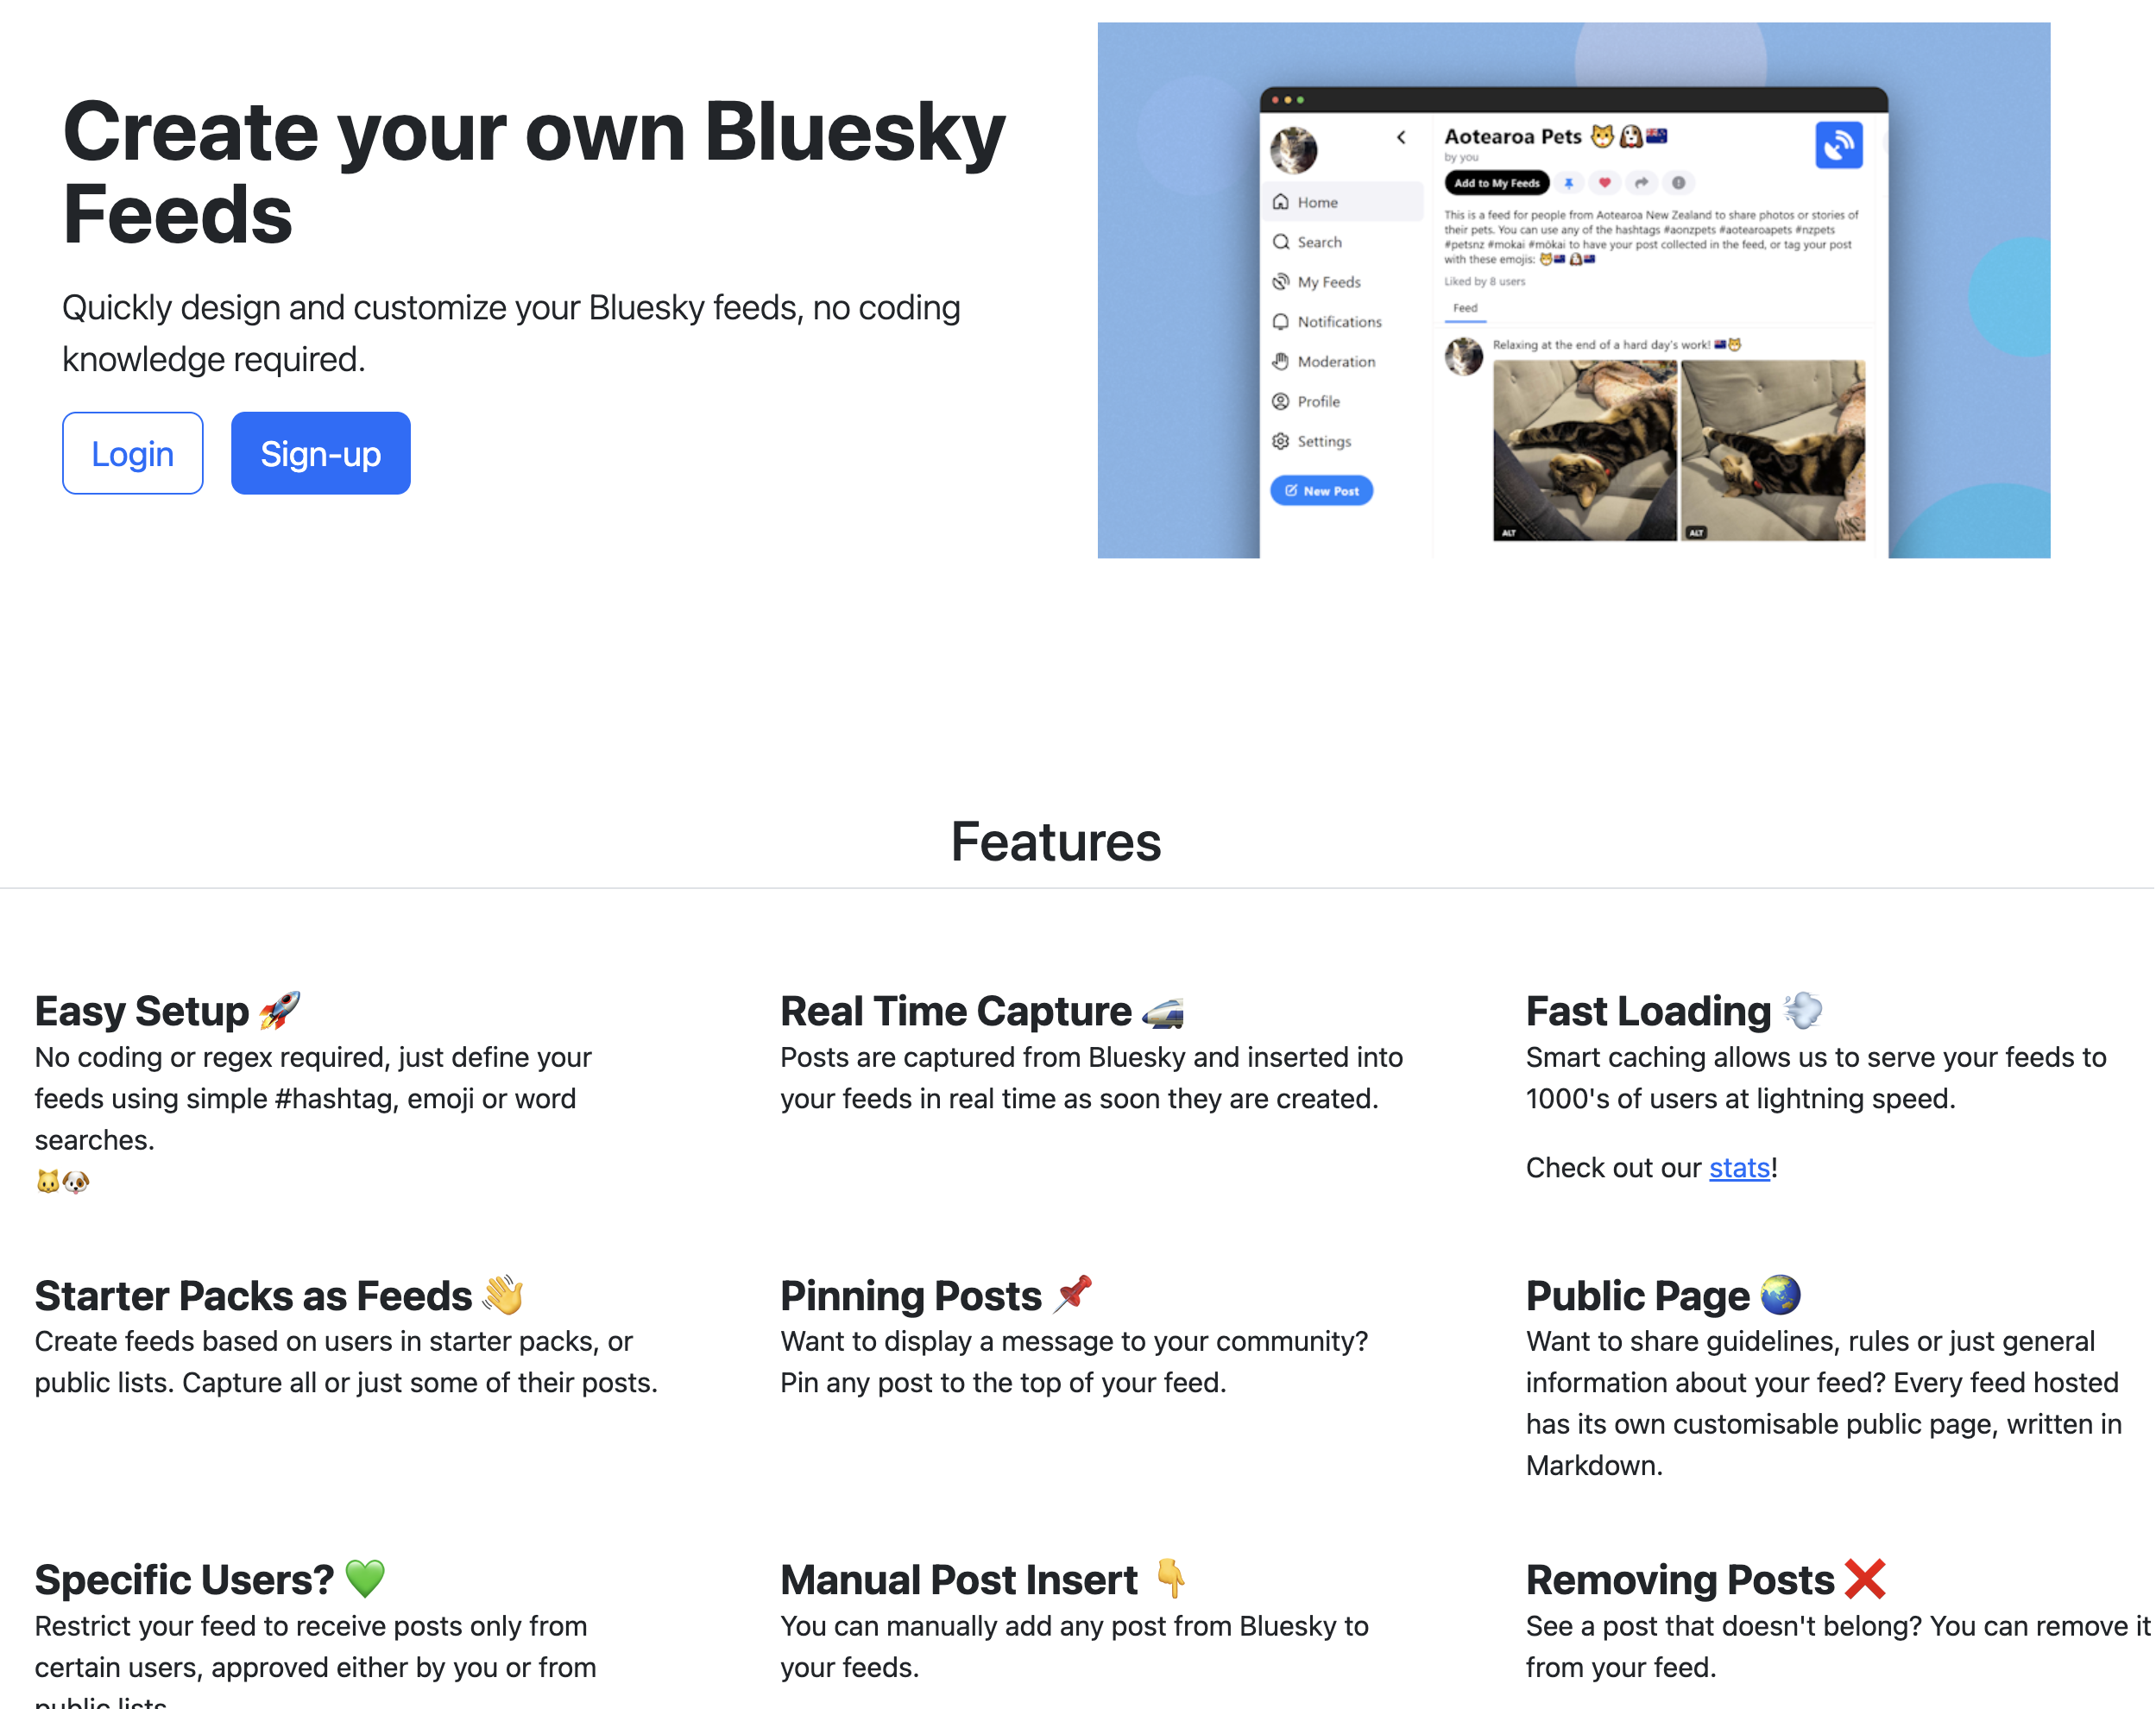 Create your own Bluesky
Feeds
Quickly design and customize your Bluesky feeds, no coding
knowledge required.
Login
Sign-up
Home
Search
My Feeds
Notifications
Moderation
Profile
Settings
New Post
Aotearoa Pets 🐱🐶🇳🇿
by you
Add to My Feeds
This is a feed for people from Aotearoa New Zealand to share photos or stories of
their pets. You can use any of the hashtags #aonzpets #aotearoapets #nzpets
#petsnz #mokai #mōkai to have your post collected in the feed, or tag your post
with these emojis: 🐱🇳🇿 🐶🇳🇿
Liked by 8 users
Feed
Relaxing at the end of a hard day's work! 🇳🇿🐱
ALT
ALT
Features
Easy Setup 🚀
No coding or regex required, just define your
feeds using simple #hashtag, emoji or word
searches.
🐱🐶
Real Time Capture 🚄
Posts are captured from Bluesky and inserted into
your feeds in real time as soon they are created.
Fast Loading 💨
Smart caching allows us to serve your feeds to
1000's of users at lightning speed.
Check out our stats!
Starter Packs as Feeds 👋
Create feeds based on users in starter packs, or
public lists. Capture all or just some of their posts.
Pinning Posts 📌
Want to display a message to your community?
Pin any post to the top of your feed.
Public Page 🌏
Want to share guidelines, rules or just general
information about your feed? Every feed hosted
has its own customisable public page, written in
Markdown.
Specific Users? 💚
Restrict your feed to receive posts only from
certain users, approved either by you or from
public lists.
Manual Post Insert 👇
You can manually add any post from Bluesky to
your feeds.
Removing Posts ❌
See a post that doesn't belong? You can remove it
from your feed.